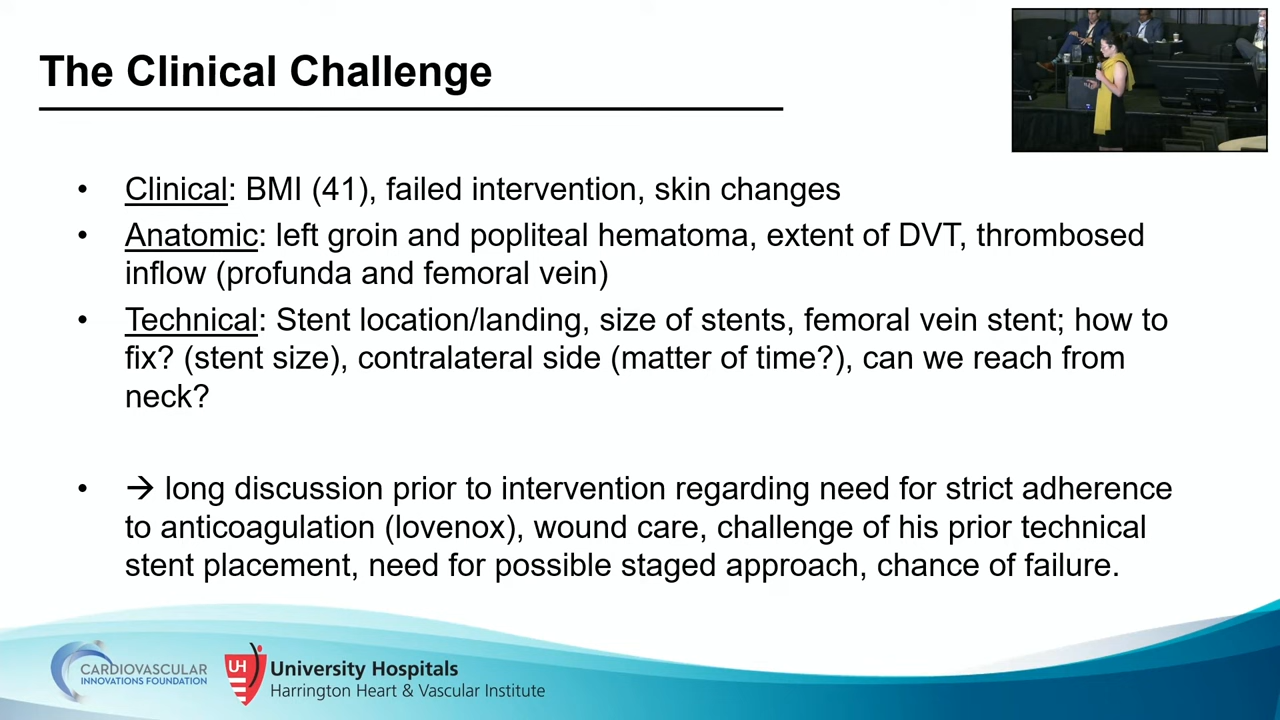 The Clinical Challenge
• Clinical: BMI (41), failed intervention, skin changes
• Anatomic: left groin and popliteal hematoma, extent of DVT, thrombosed
inflow (profunda and femoral vein)
• Technical: Stent location/landing, size of stents, femoral vein stent; how to
fix? (stent size), contralateral side (matter of time?), can we reach from
neck?
• → long discussion prior to intervention regarding need for strict adherence
to anticoagulation (lovenox), wound care, challenge of his prior technical
stent placement, need for possible staged approach, chance of failure.
CARDIOVASCULAR
INNOVATIONS FOUNDATION
UH
University Hospitals
Harrington Heart & Vascular Institute